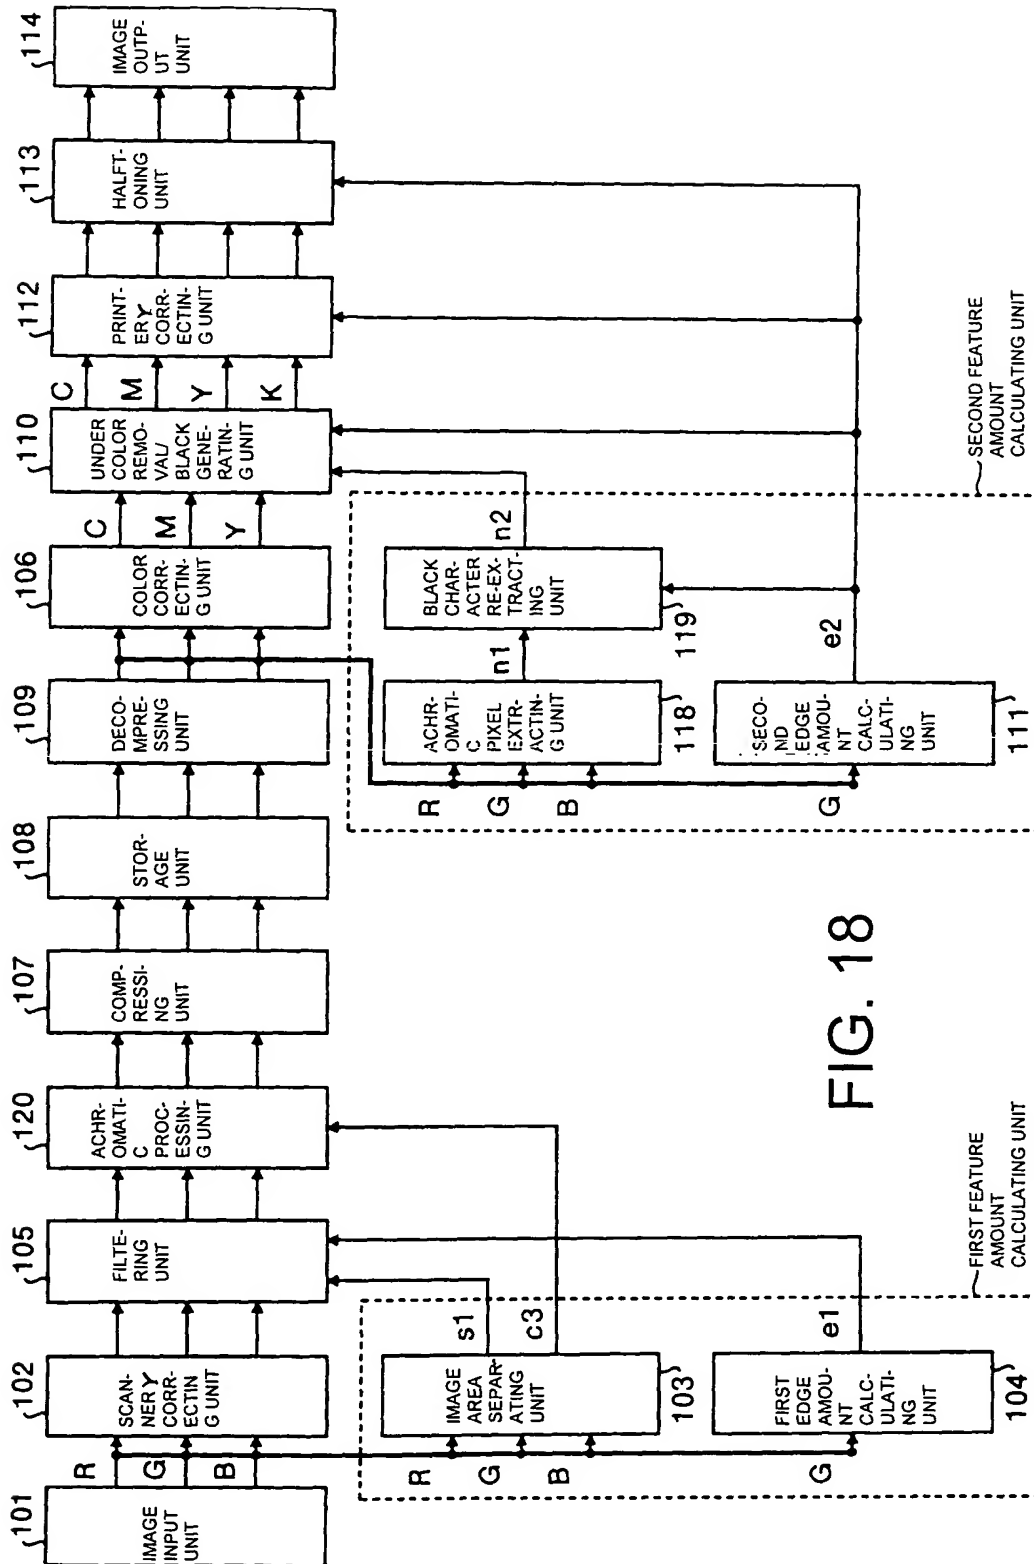 101
IMAGE
INPUT
UNIT
R
G
B
102
SCAN-
NERγ
CORR-
ECTIN
G UNIT
105
FILTE-
RING
UNIT
120
ACHR-
OMATI-
C
PROC-
ESSIN-
G UNIT
107
COMP-
RESSI-
NG
UNIT
108
STOR-
AGE
UNIT
109
DECO-
MPRE-
SSING
UNIT
106
COLOR
CORR-
ECTIN-
G UNIT
C
M
Y
110
UNDER
COLOR
REMO-
VAL/
BLACK
GENE-
RATIN-
G UNIT
C
M
Y
K
112
PRINT-
ERγ
CORR-
ECTIN-
G UNIT
113
HALFT-
ONING
UNIT
114
IMAGE
OUTP-
UT
UNIT
R
G
B
IMAGE
AREA
SEPAR-
ATING
UNIT
103
s1
c3
G
FIRST
EDGE
AMOU-
NT
CALC-
ULATI-
NG
UNIT
104
e1
FIRST FEATURE
AMOUNT
CALCULATING UNIT
R
G
B
ACHR-
OMATI-
C
PIXEL
EXTR-
ACTIN-
G UNIT
118
n1
BLACK
CHAR-
ACTER
RE-EX-
TRACT-
ING
UNIT
119
n2
G
SECO-
ND
EDGE
AMOU-
NT
CALC-
ULATI-
NG
UNIT
111
e2
SECOND FEATURE
AMOUNT
CALCULATING UNIT
FIG. 18